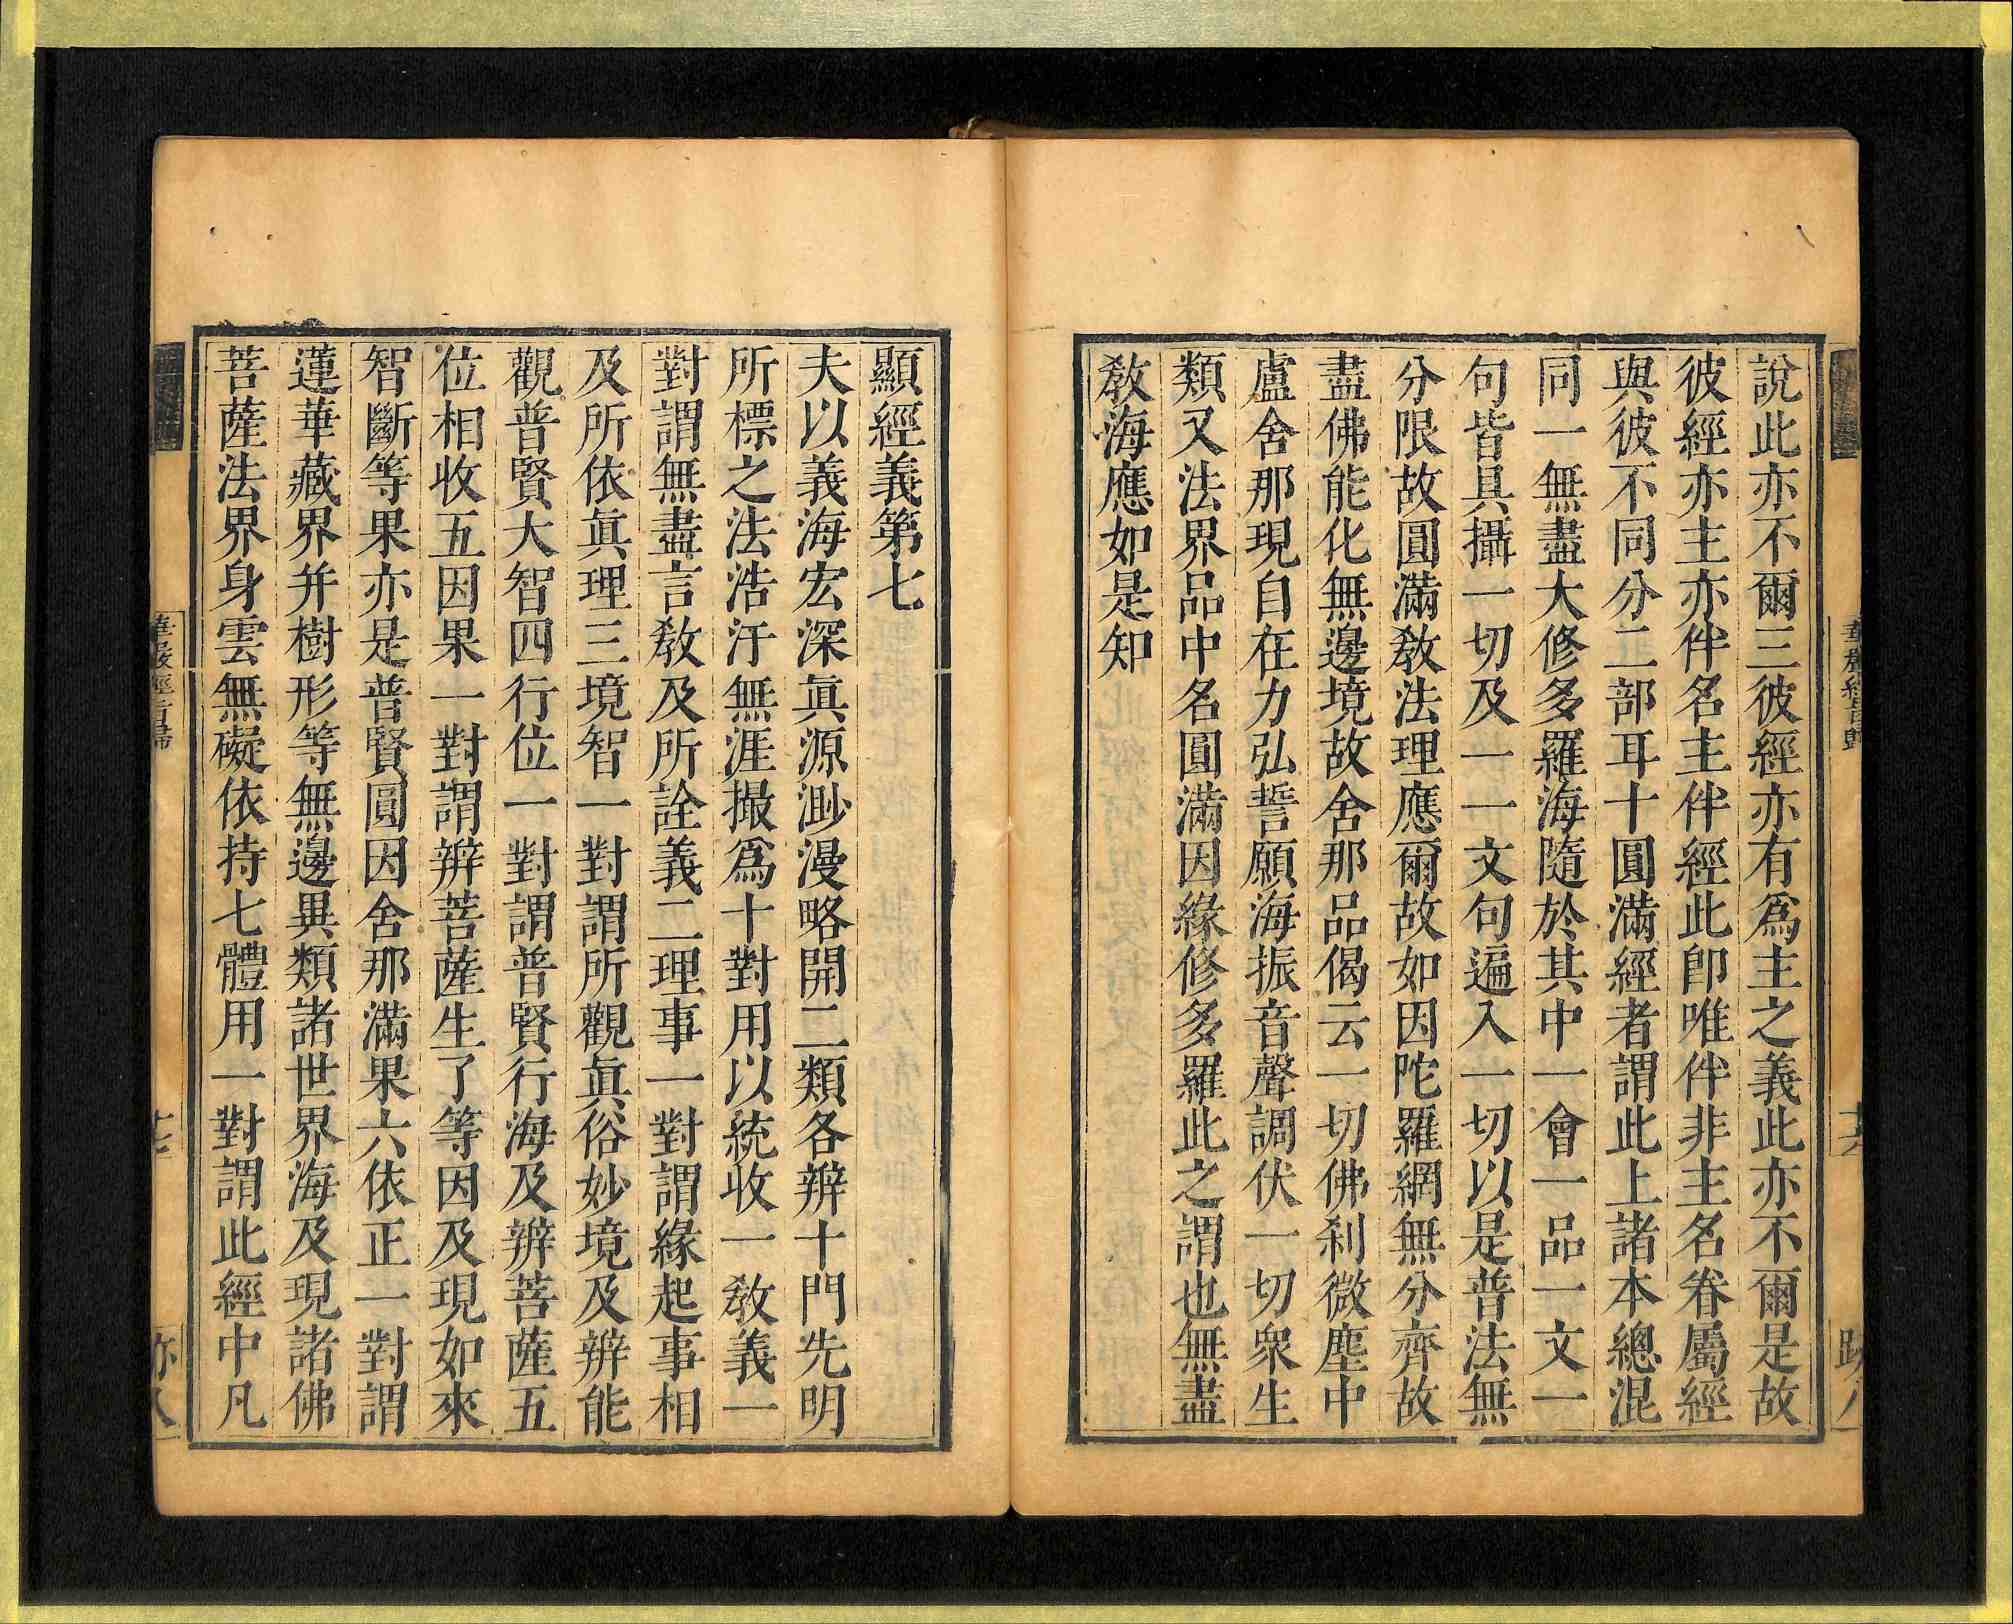 說此亦不爾三彼經亦有爲主之義此亦不爾是故
彼經亦主亦伴名主伴經此卽唯伴非主名眷屬經
與彼不同分二部耳十圓滿經者謂此上諸本總混
同一無盡大修多羅海隨於其中一會一品一文一
句皆具攝一切及一一文句遍入一切以是普法無
分限故圓滿敎法理應爾故如因陀羅網無分齊故
盡佛能化無邊境故舍那品偈云一切佛刹微塵中
盧舍那現自在力弘誓願海振音聲調伏一切衆生
類又法界品中名圓滿因緣修多羅此之謂也無盡
敎海應如是知
顯經義第七
夫以義海宏深眞源渺漫略開二類各辨十門先明
所標之法浩汗無涯撮爲十對用以統收一敎義一
對謂無盡言敎及所詮義二理事一對謂緣起事相
及所依眞理三境智一對謂所觀眞俗妙境及辨能
觀普賢大智四行位一對謂普賢行海及辨菩薩五
位相收五因果一對謂辨菩薩生了等因及現如來
智斷等果亦是普賢圓因舍那滿果六依正一對謂
蓮華藏界并樹形等無邊異類諸世界海及現諸佛
菩薩法界身雲無礙依持七體用一對謂此經中凡
華嚴經旨歸